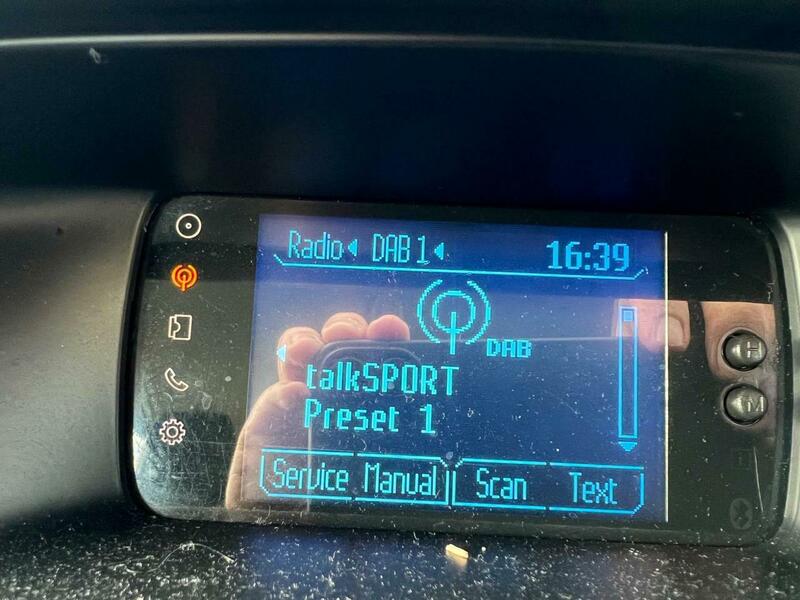 Radio DAB 1 16:39
DAB
talkSPORT
Preset 1
Service Manual Scan Text
H
M